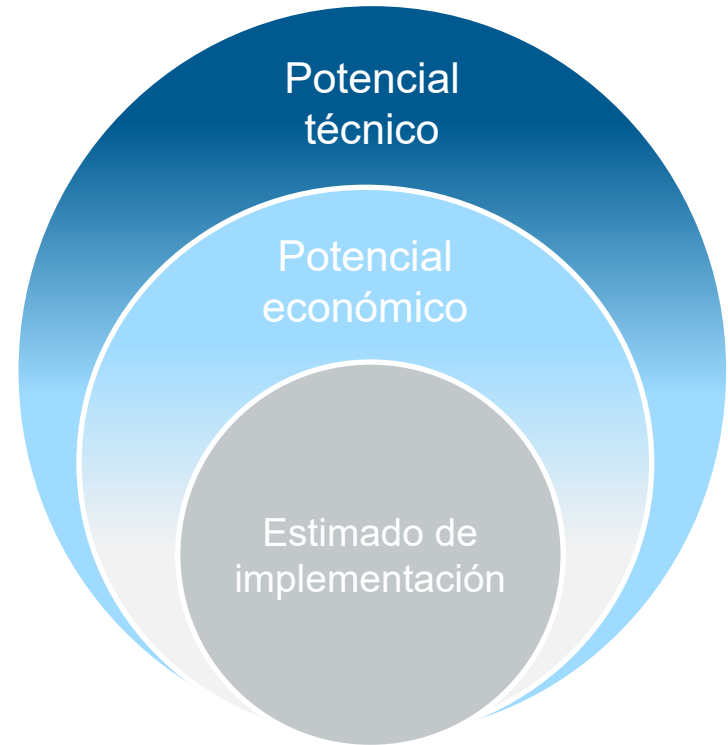 Potencial
técnico
Potencial
económico
Estimado de
implementación